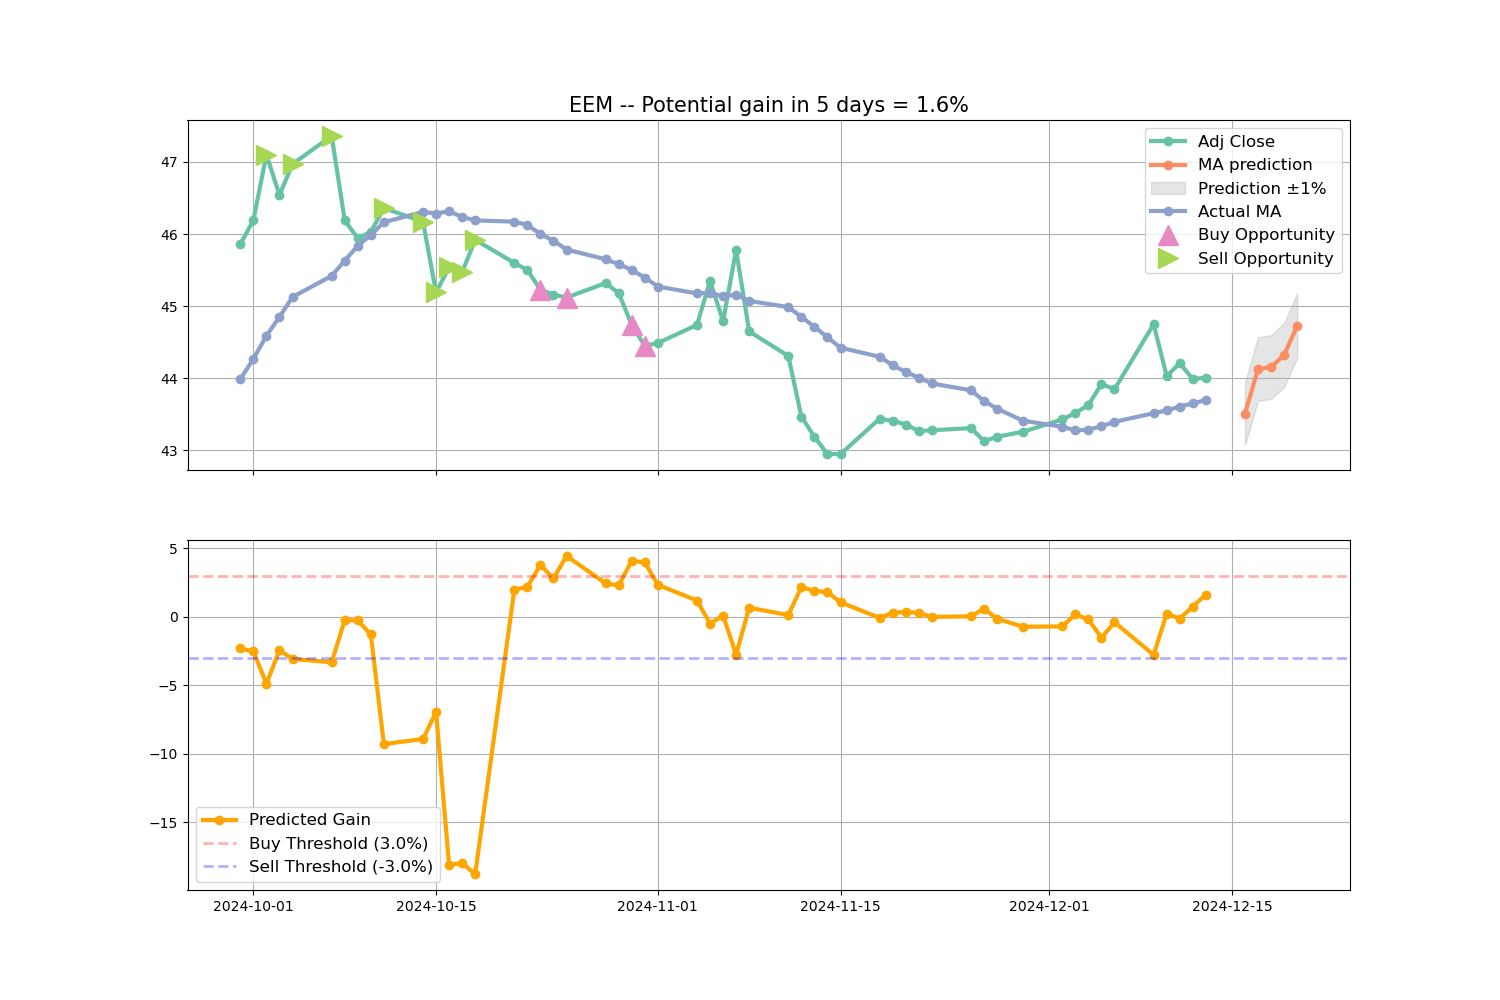 EEM -- Potential gain in 5 days = 1.6%
47
46
45
44
43
Adj Close
MA prediction
Prediction ±1%
Actual MA
Buy Opportunity
Sell Opportunity
5
0
−5
−10
−15
Predicted Gain
Buy Threshold (3.0%)
Sell Threshold (-3.0%)
2024-10-01
2024-10-15
2024-11-01
2024-11-15
2024-12-01
2024-12-15